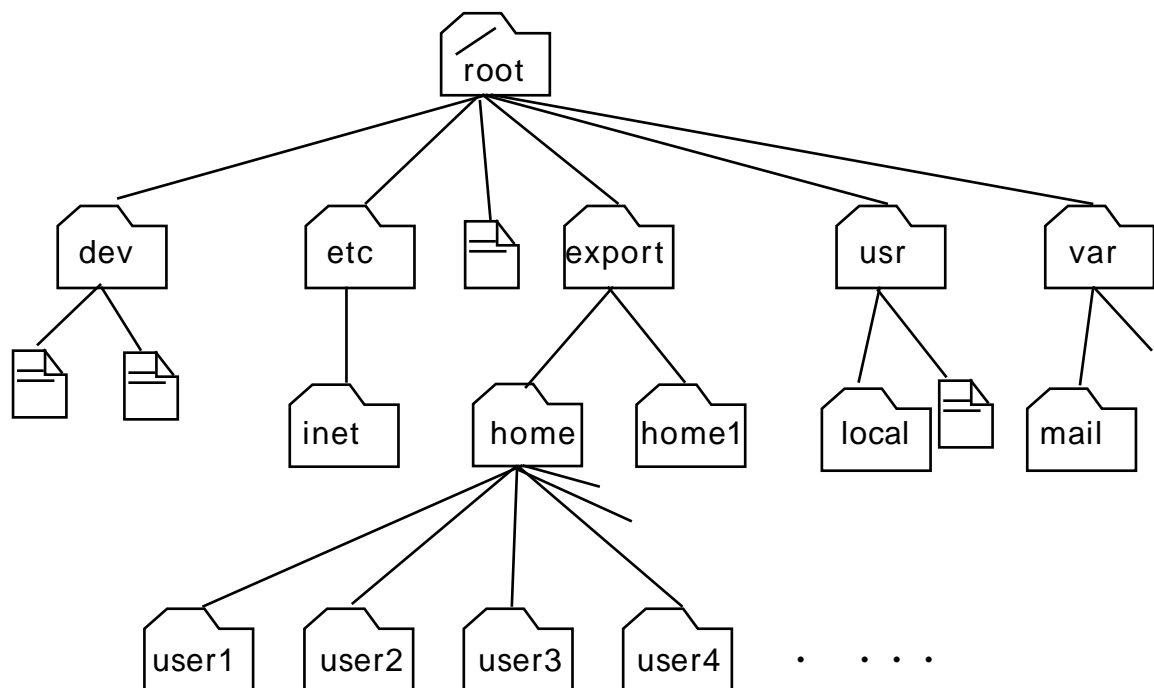 root
dev etc export usr var
inet home home1 local mail
user1 user2 user3 user4 . . . .